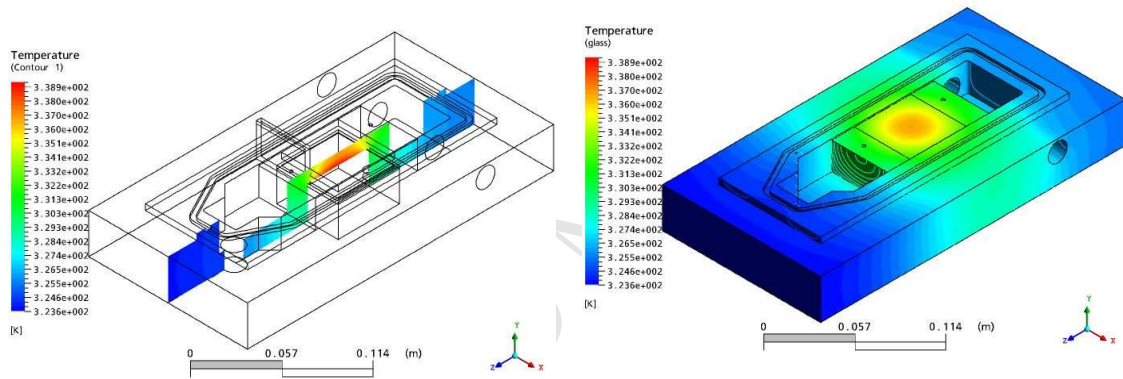 Temperature
(Contour 1)
3.389e+002
3.380e+002
3.370e+002
3.360e+002
3.351e+002
3.341e+002
3.332e+002
3.322e+002
3.313e+002
3.303e+002
3.293e+002
3.284e+002
3.274e+002
3.265e+002
3.255e+002
3.246e+002
3.236e+002
[K]
0
0.057
0.114
(m)
Y
Z
X
Temperature
(glass)
3.389e+002
3.380e+002
3.370e+002
3.360e+002
3.351e+002
3.341e+002
3.332e+002
3.322e+002
3.313e+002
3.303e+002
3.293e+002
3.284e+002
3.274e+002
3.265e+002
3.255e+002
3.246e+002
3.236e+002
[K]
0
0.057
0.114
(m)
Y
Z
X